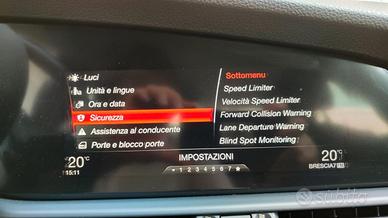 Luci
Unità e lingue
Ora e data
Sicurezza
Assistenza al conducente
Porte e blocco porte
Sottomenu
Speed Limiter
Velocità Speed Limiter
Forward Collision Warning
Lane Departure Warning
Blind Spot Monitoring
20°
15:11
IMPOSTAZIONI
1 2 3 4 5 6 7
20°
BRESCIA
subito